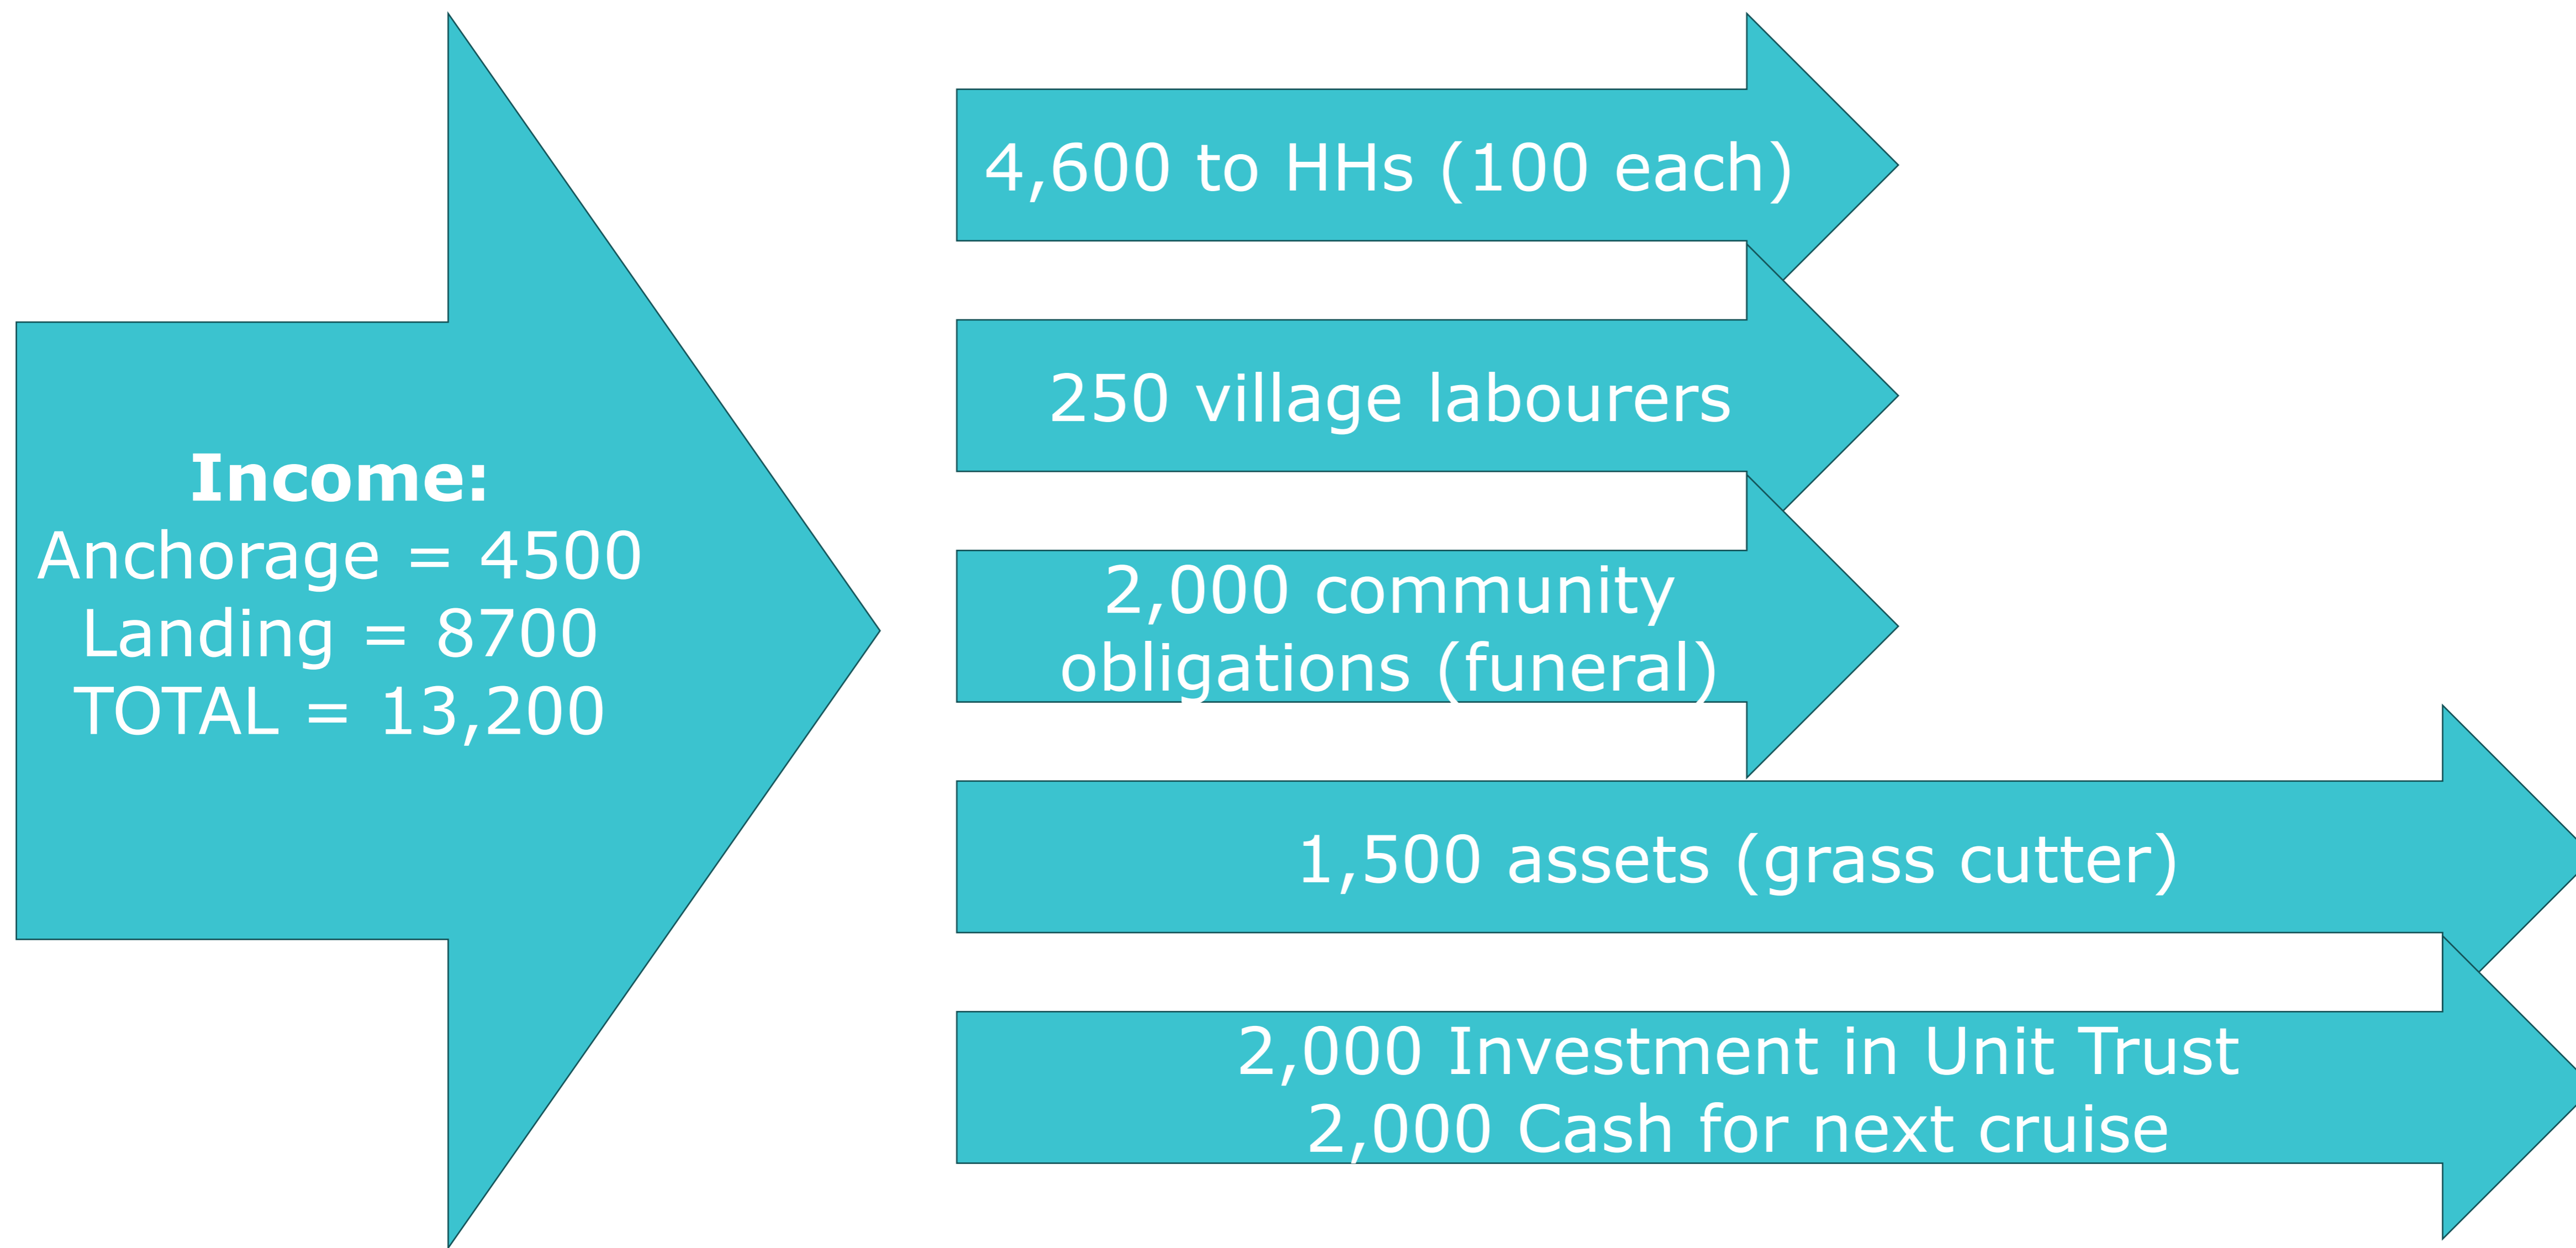 Income:
Anchorage = 4500
Landing = 8700
TOTAL = 13,200
4,600 to HHs (100 each)
250 village labourers
2,000 community
obligations (funeral)
1,500 assets (grass cutter)
2,000 Investment in Unit Trust
2,000 Cash for next cruise